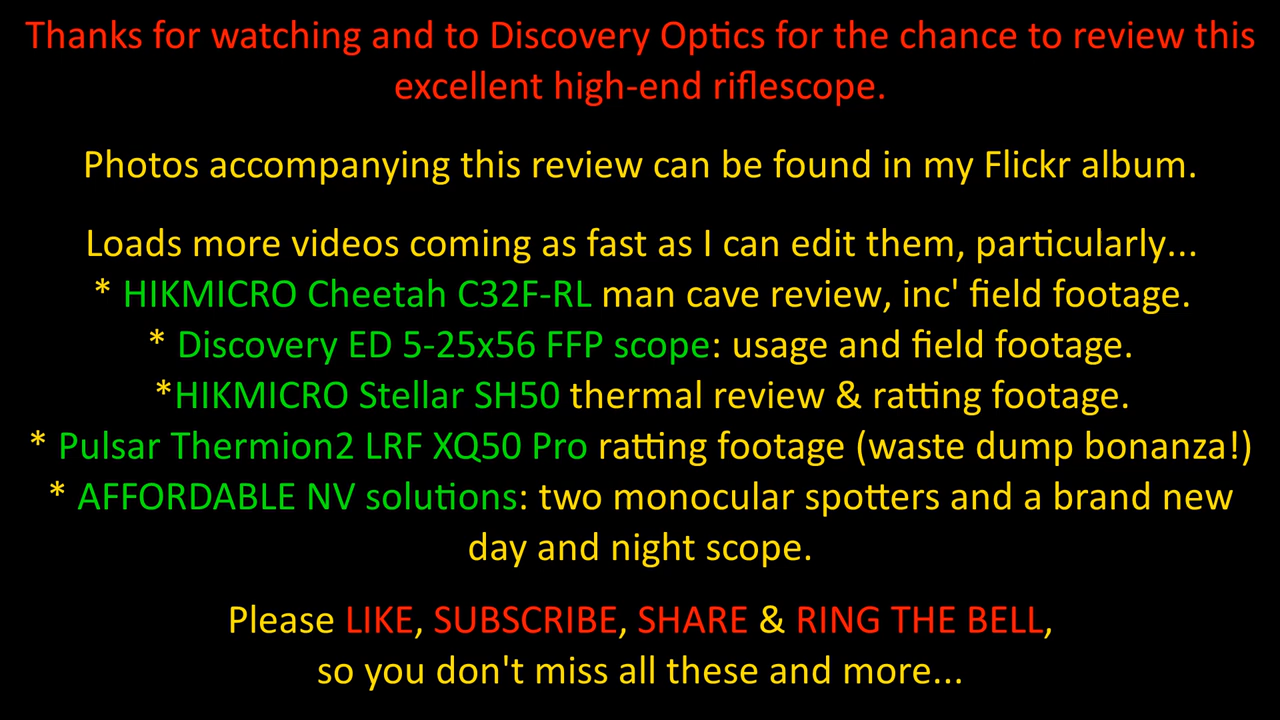 Thanks for watching and to Discovery Optics for the chance to review this
excellent high-end riflescope.
Photos accompanying this review can be found in my Flickr album.
Loads more videos coming as fast as I can edit them, particularly...
* HIKMICRO Cheetah C32F-RL man cave review, inc' field footage.
* Discovery ED 5-25x56 FFP scope: usage and field footage.
*HIKMICRO Stellar SH50 thermal review & ratting footage.
* Pulsar Thermion2 LRF XQ50 Pro ratting footage (waste dump bonanza!)
* AFFORDABLE NV solutions: two monocular spotters and a brand new
day and night scope.
Please LIKE, SUBSCRIBE, SHARE & RING THE BELL,
so you don't miss all these and more...